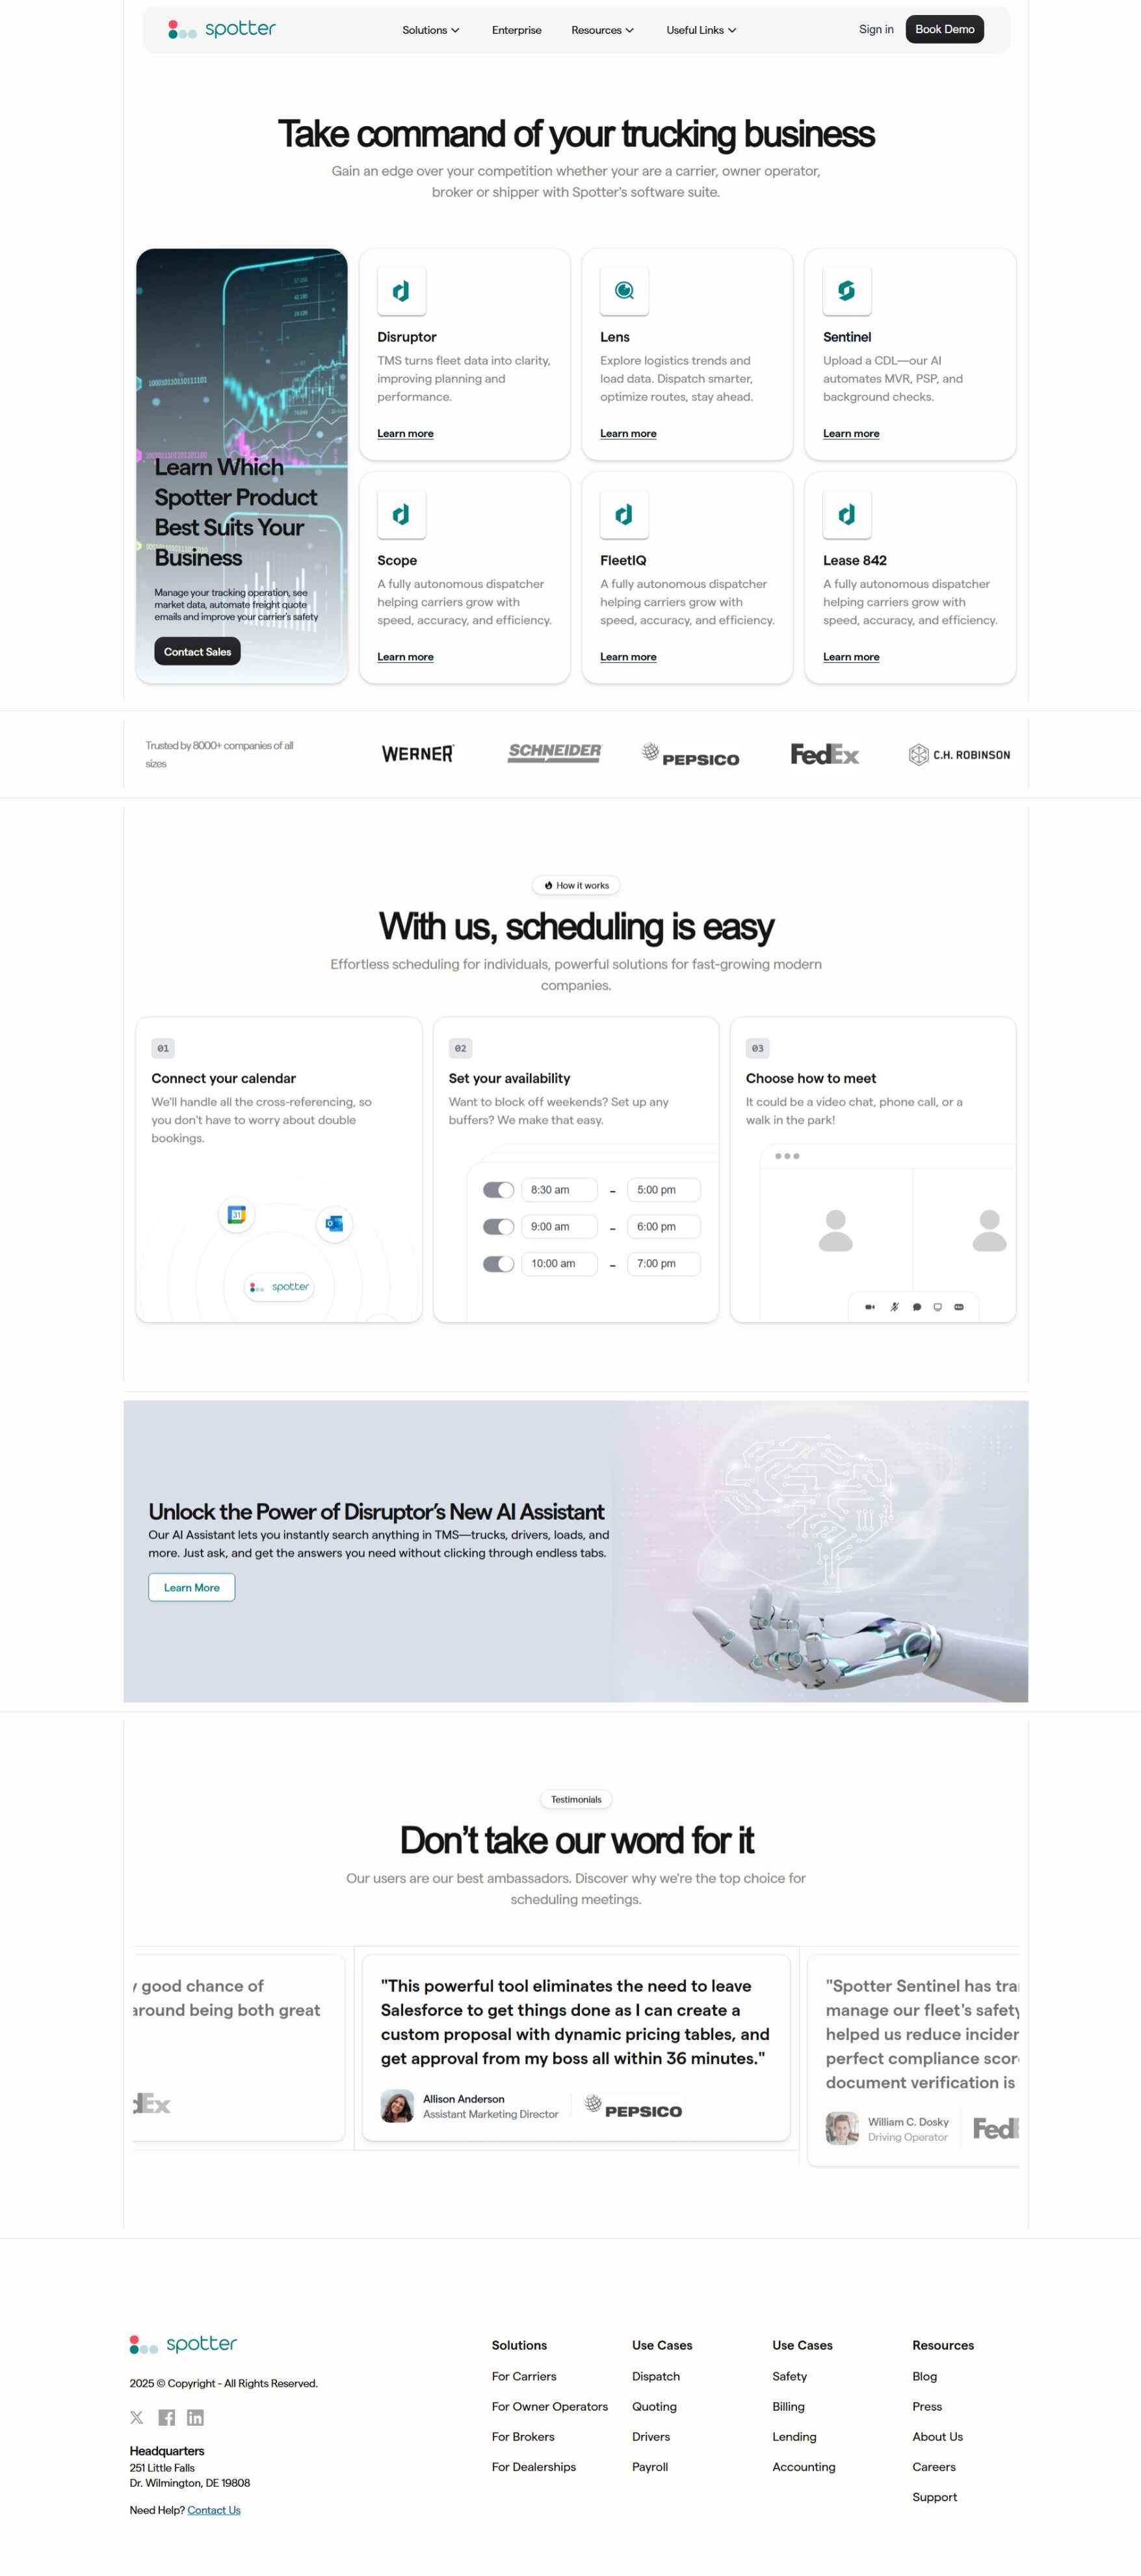 spotter
Solutions
Enterprise
Resources
Useful Links
Sign in
Book Demo
Take command of your trucking business
Gain an edge over your competition whether your are a carrier, owner operator,
broker or shipper with Spotter's software suite.
Learn Which
Spotter Product
Best Suits Your
Business
Manage your tracking operation, see
market data, automate freight quote
emails and improve your carrier's safety
Contact Sales
Disruptor
TMS turns fleet data into clarity,
improving planning and
performance.
Learn more
Lens
Explore logistics trends and
load data. Dispatch smarter,
optimize routes, stay ahead.
Learn more
Sentinel
Upload a CDL—our AI
automates MVR, PSP, and
background checks.
Learn more
Scope
A fully autonomous dispatcher
helping carriers grow with
speed, accuracy, and efficiency.
Learn more
FleetIQ
A fully autonomous dispatcher
helping carriers grow with
speed, accuracy, and efficiency.
Learn more
Lease 842
A fully autonomous dispatcher
helping carriers grow with
speed, accuracy, and efficiency.
Learn more
Trusted by 8000+ companies of all
sizes
WERNER
SCHNEIDER
PEPSICO
FedEx
C.H. ROBINSON
How it works
With us, scheduling is easy
Effortless scheduling for individuals, powerful solutions for fast-growing modern
companies.
01
Connect your calendar
We'll handle all the cross-referencing, so
you don't have to worry about double
bookings.
31
spotter
02
Set your availability
Want to block off weekends? Set up any
buffers? We make that easy.
8:30 am - 5:00 pm
9:00 am - 6:00 pm
10:00 am - 7:00 pm
03
Choose how to meet
It could be a video chat, phone call, or a
walk in the park!
Unlock the Power of Disruptor's New AI Assistant
Our AI Assistant lets you instantly search anything in TMS—trucks, drivers, loads, and
more. Just ask, and get the answers you need without clicking through endless tabs.
Learn More
Testimonials
Don't take our word for it
Our users are our best ambassadors. Discover why we're the top choice for
scheduling meetings.
good chance of
around being both great
dEx
"This powerful tool eliminates the need to leave
Salesforce to get things done as I can create a
custom proposal with dynamic pricing tables, and
get approval from my boss all within 36 minutes."
Allison Anderson
Assistant Marketing Director
PEPSICO
"Spotter Sentinel has tra
manage our fleet's safety
helped us reduce inciden
perfect compliance scor
document verification is
William C. Dosky
Driving Operator
FedE
spotter
2025 © Copyright - All Rights Reserved.
Headquarters
251 Little Falls
Dr. Wilmington, DE 19808
Need Help? Contact Us
Solutions
For Carriers
For Owner Operators
For Brokers
For Dealerships
Use Cases
Dispatch
Quoting
Drivers
Payroll
Use Cases
Safety
Billing
Lending
Accounting
Resources
Blog
Press
About Us
Careers
Support